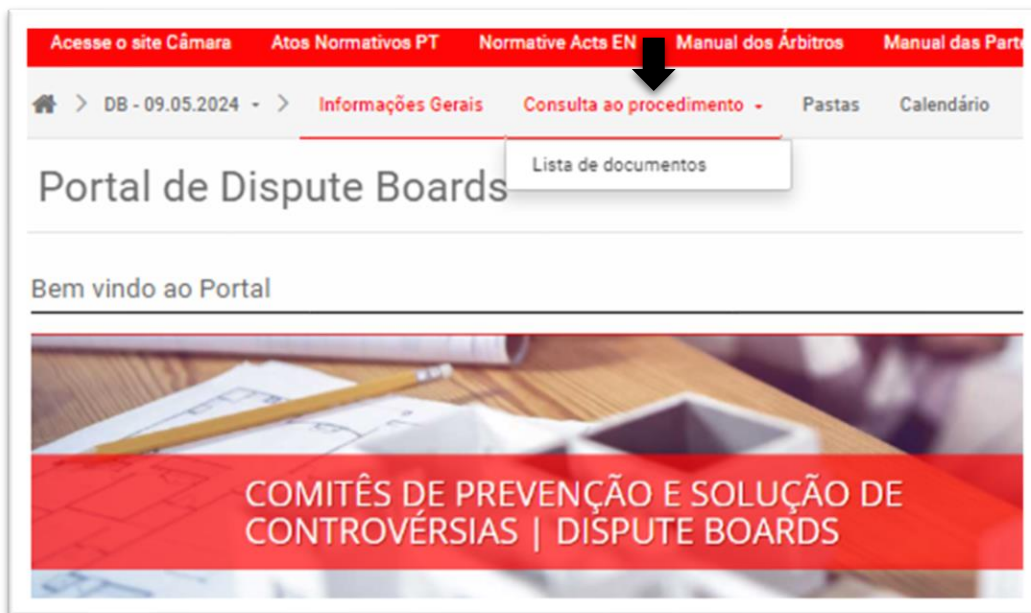 Acesse o site Câmara Atos Normativos PT Normative Acts EN Manual dos Árbitros Manual das
DB - 09.05.2024 Informações Gerais Consulta ao procedimento Pastas Calendário
Lista de documentos
Portal de Dispute Boards
Bem vindo ao Portal
COMITÊS DE PREVENÇÃO E SOLUÇÃO DE
CONTROVÉRSIAS | DISPUTE BOARDS